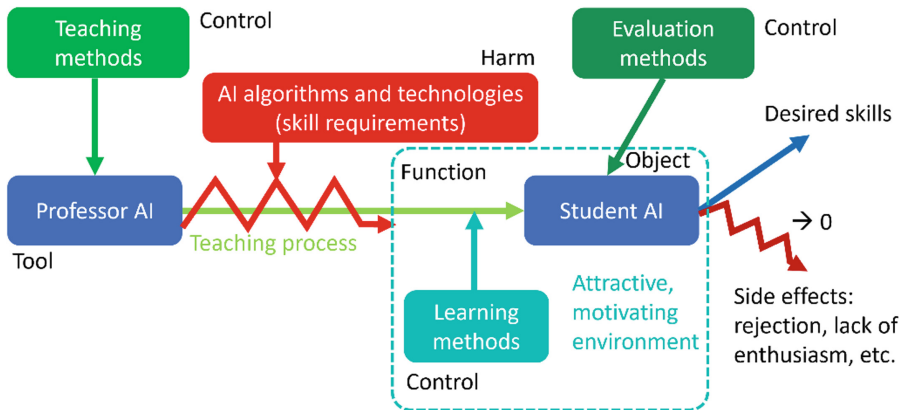 Teaching
methods
Control
Evaluation
methods
Control
Harm
AI algorithms and technologies
(skill requirements)
Desired skills
Function
Object
Professor AI
Student AI
→ 0
Teaching process
Tool
Attractive,
motivating
environment
Learning
methods
Control
Side effects:
rejection, lack of
enthusiasm, etc.